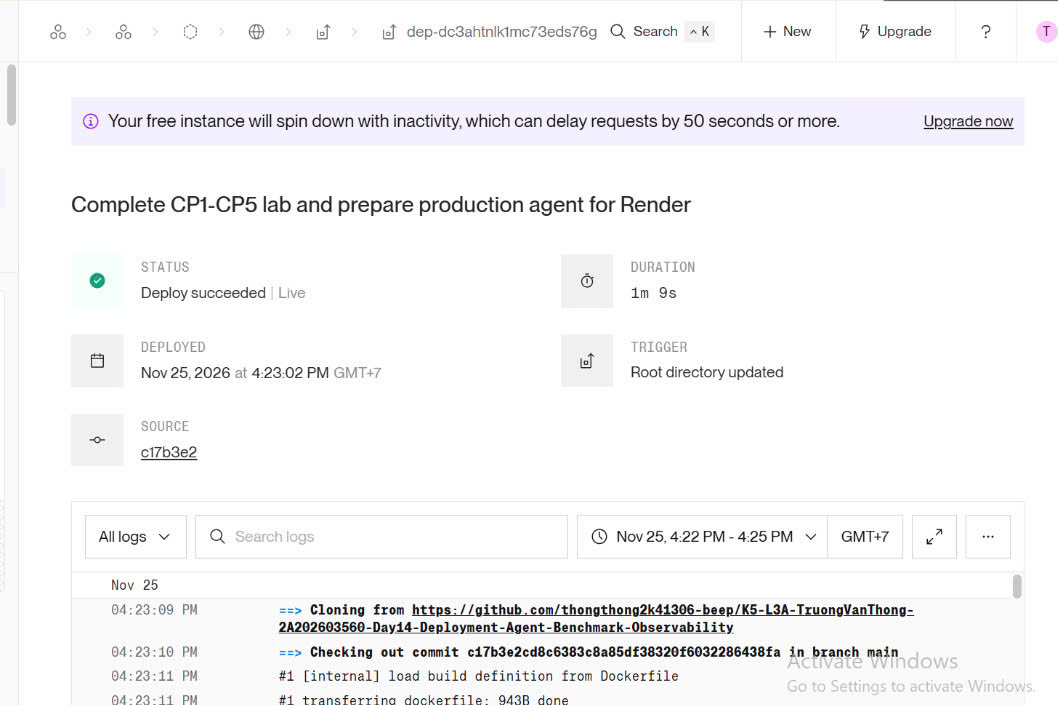 dep-dc3ahtnlk1mc73eds76g Search ^ K + New Upgrade ? T
Your free instance will spin down with inactivity, which can delay requests by 50 seconds or more. Upgrade now
Complete CP1-CP5 lab and prepare production agent for Render
STATUS
Deploy succeeded | Live
DURATION
1m 9s
DEPLOYED
Nov 25, 2026 at 4:23:02 PM GMT+7
TRIGGER
Root directory updated
SOURCE
c17b3e2
All logs Search logs Nov 25, 4:22 PM - 4:25 PM GMT+7 ...
Nov 25
04:23:09 PM ==> Cloning from https://github.com/thongthong2k41306-beep/K5-L3A-TruongVanThong-
2A202603560-Day14-Deployment-Agent-Benchmark-Observability
04:23:10 PM ==> Checking out commit c17b3e2cd8c6383c8a85df38320f6032286438fa in branch main
04:23:11 PM #1 [internal] load build definition from Dockerfile
04:23:11 PM #1 transferring dockerfile: 943B done
Activate Windows
Go to Settings to activate Windows.